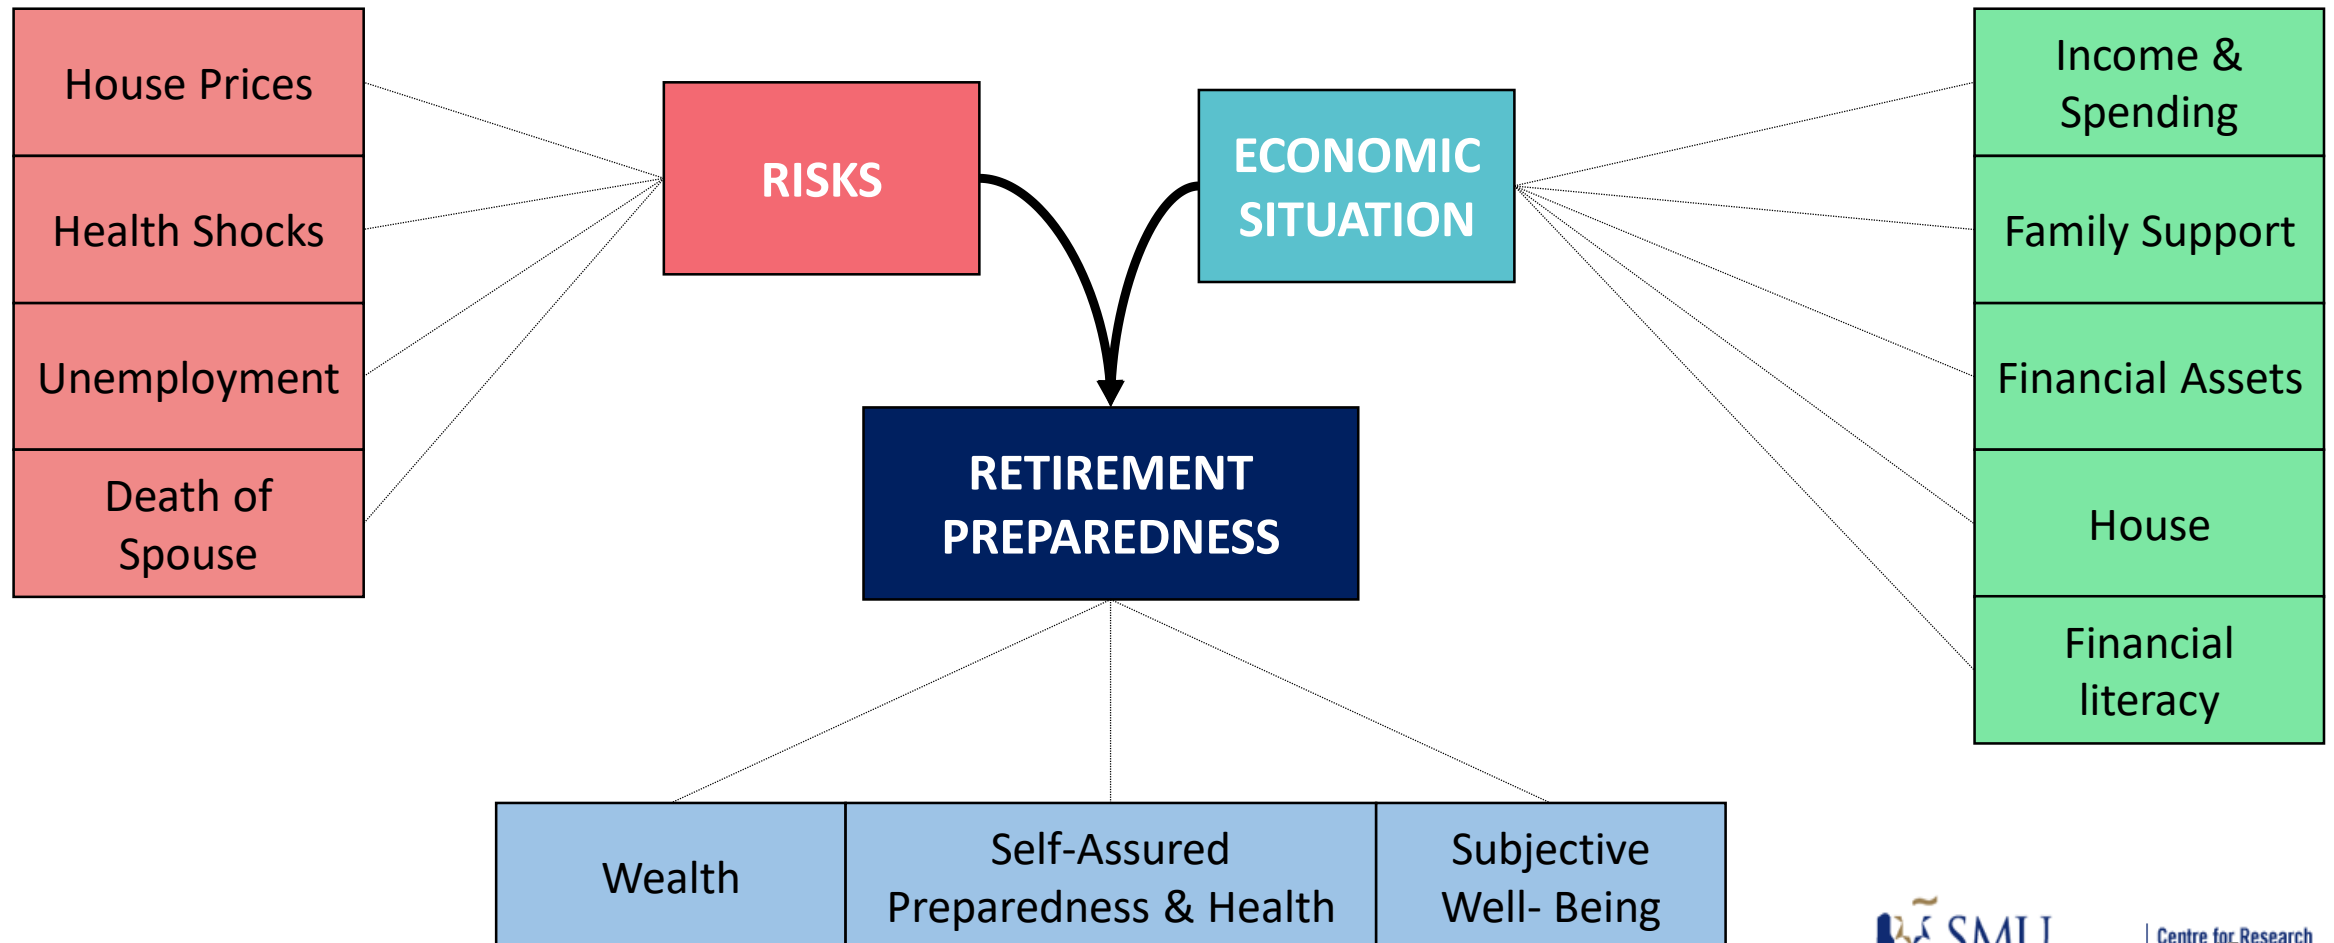 House Prices
Health Shocks
Unemployment
Death of
Spouse
RISKS
ECONOMIC
SITUATION
RETIREMENT
PREPAREDNESS
Income &
Spending
Family Support
Financial Assets
House
Financial
literacy
Wealth
Self-Assured
Preparedness & Health
Subjective
Well- Being
SMU
Centre for Research